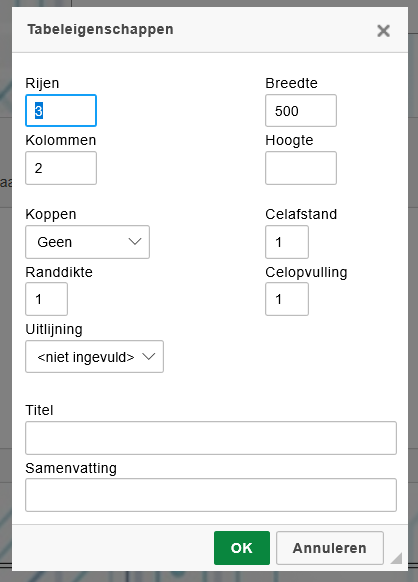 Tabeleigenschappen
Rijen
Breedte
3
500
Kolommen
Hoogte
2
Koppen
Celafstand
Geen
1
Randdikte
Celopvulling
1
1
Uitlijning
<niet ingevuld>
Titel
Samenvatting
OK
Annuleren